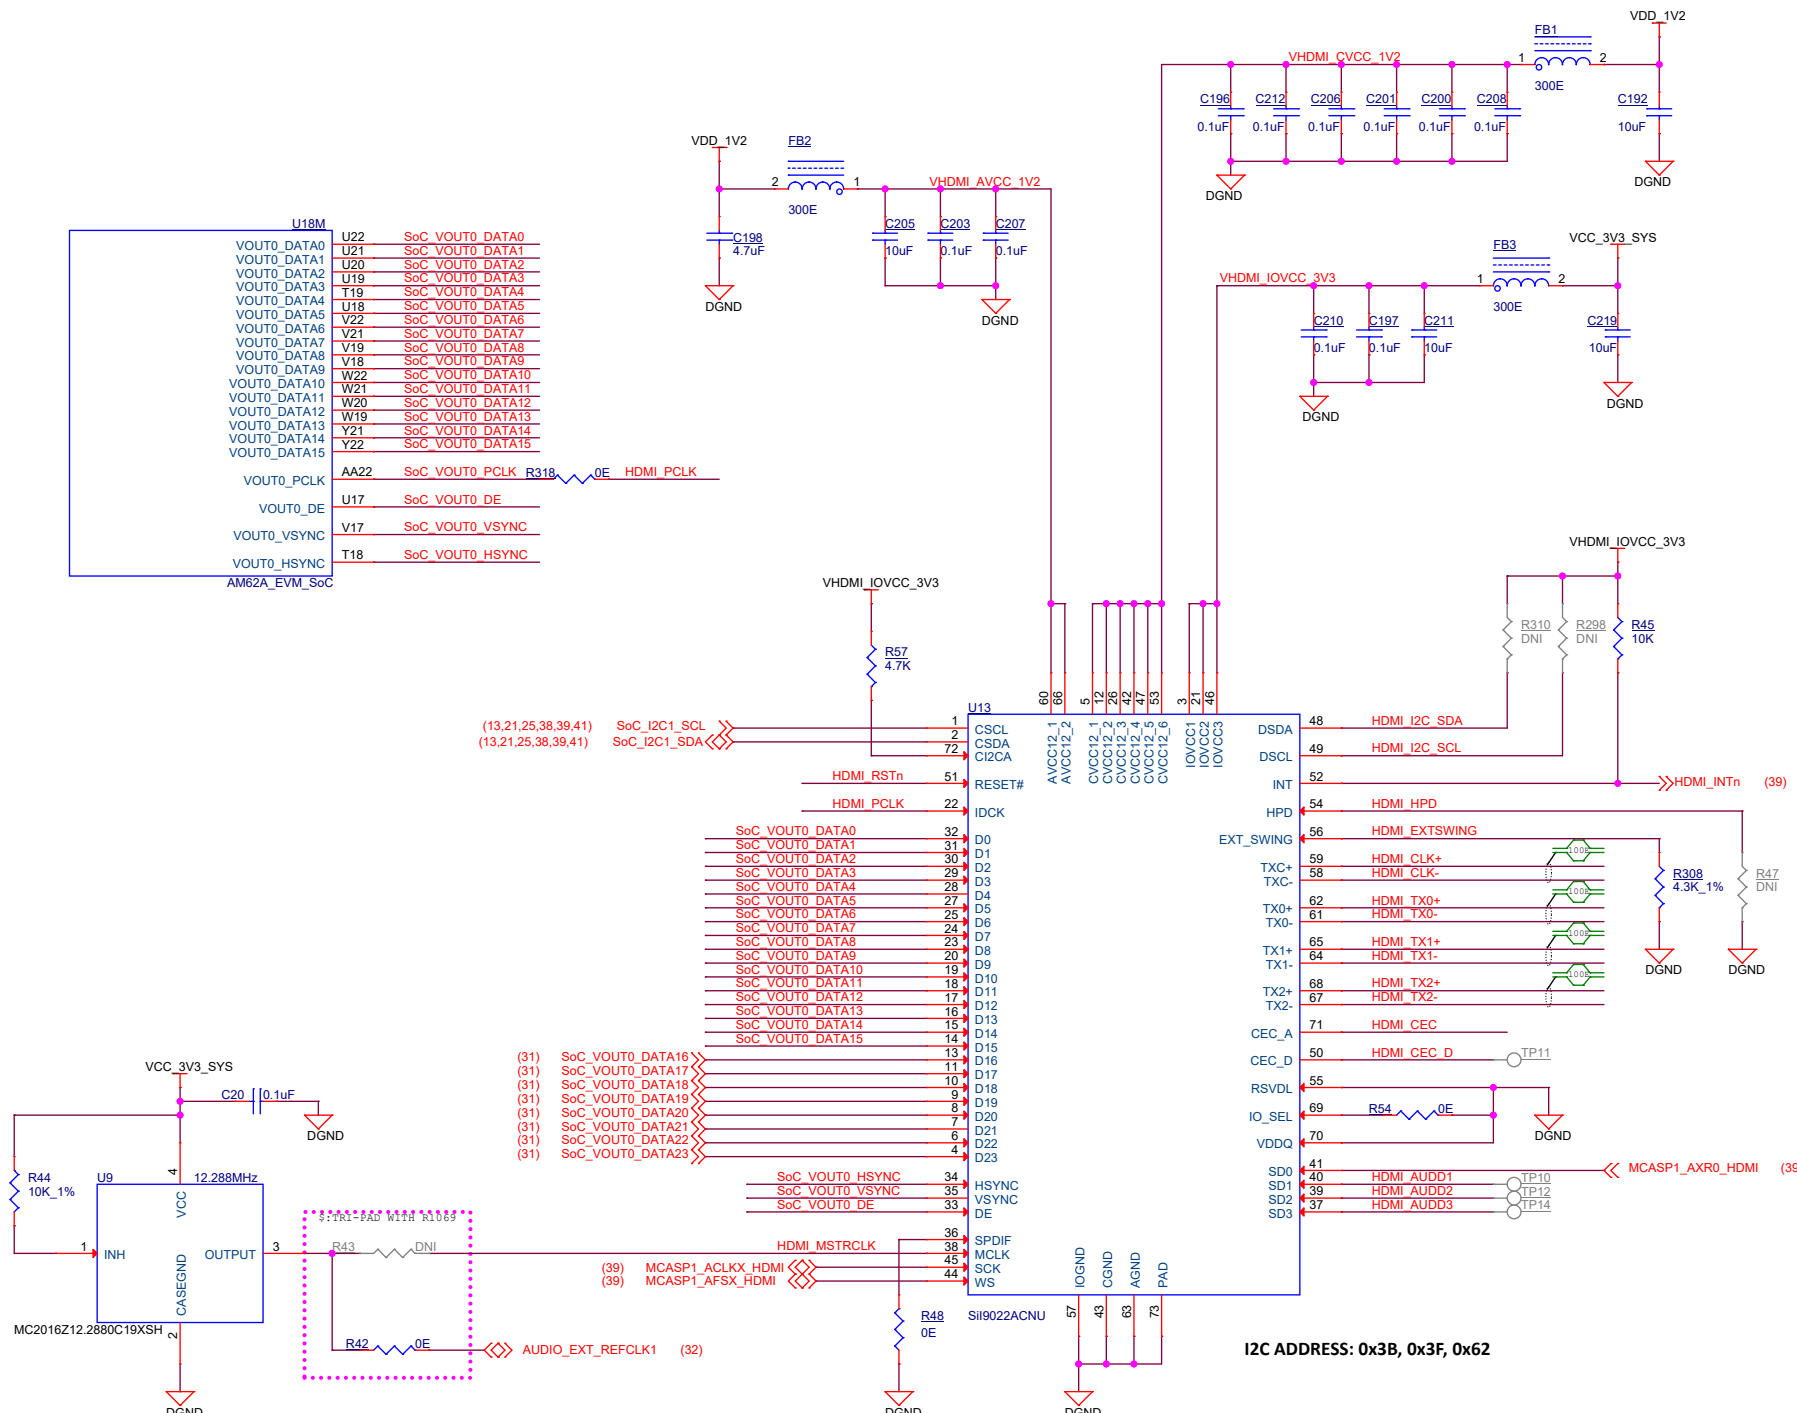 VDD_1V2
FB1
VHDMI_CVCC_1V2
1
2
300E
C196
C212
C206
C201
C200
C208
C192
0.1uF
0.1uF
0.1uF
0.1uF
0.1uF
0.1uF
10uF
DGND
DGND
VDD_1V2
FB2
2
1
VHDMI_AVCC_1V2
300E
C198
4.7uF
C205
10uF
C203
0.1uF
C207
0.1uF
DGND
DGND
VCC_3V3_SYS
FB3
VHDMI_IOVCC_3V3
1
2
300E
C210
0.1uF
C197
0.1uF
C211
10uF
C219
10uF
DGND
DGND
U18M
VOUT0_DATA0 U22 SoC_VOUT0_DATA0
VOUT0_DATA1 U21 SoC_VOUT0_DATA1
VOUT0_DATA2 U20 SoC_VOUT0_DATA2
VOUT0_DATA3 U19 SoC_VOUT0_DATA3
VOUT0_DATA4 T19 SoC_VOUT0_DATA4
VOUT0_DATA5 U18 SoC_VOUT0_DATA5
VOUT0_DATA6 V22 SoC_VOUT0_DATA6
VOUT0_DATA7 V21 SoC_VOUT0_DATA7
VOUT0_DATA8 V19 SoC_VOUT0_DATA8
VOUT0_DATA9 V18 SoC_VOUT0_DATA9
VOUT0_DATA10 W22 SoC_VOUT0_DATA10
VOUT0_DATA11 W21 SoC_VOUT0_DATA11
VOUT0_DATA12 W20 SoC_VOUT0_DATA12
VOUT0_DATA13 W19 SoC_VOUT0_DATA13
VOUT0_DATA14 Y21 SoC_VOUT0_DATA14
VOUT0_DATA15 Y22 SoC_VOUT0_DATA15
VOUT0_PCLK AA22 SoC_VOUT0_PCLK R318 0E HDMI_PCLK
VOUT0_DE U17 SoC_VOUT0_DE
VOUT0_VSYNC V17 SoC_VOUT0_VSYNC
VOUT0_HSYNC T18 SoC_VOUT0_HSYNC
AM62A_EVM_SoC
VHDMI_IOVCC_3V3
R57
4.7K
VHDMI_IOVCC_3V3
R310
DNI
R298
DNI
R45
10K
U13
60 66 5 12 26 42 47 53 3 21 46
AVCC12_1 AVCC12_2 CVCC12_1 CVCC12_2 CVCC12_3 CVCC12_4 CVCC12_5 CVCC12_6 IOVCC1 IOVCC2 IOVCC3
(13,21,25,38,39,41) SoC_I2C1_SCL 1 CSCL
(13,21,25,38,39,41) SoC_I2C1_SDA 2 CSDA
72 CI2CA
HDMI_RSTn 51 RESET#
HDMI_PCLK 22 IDCK
SoC_VOUT0_DATA0 32 D0
SoC_VOUT0_DATA1 31 D1
SoC_VOUT0_DATA2 30 D2
SoC_VOUT0_DATA3 29 D3
SoC_VOUT0_DATA4 28 D4
SoC_VOUT0_DATA5 27 D5
SoC_VOUT0_DATA6 25 D6
SoC_VOUT0_DATA7 24 D7
SoC_VOUT0_DATA8 23 D8
SoC_VOUT0_DATA9 20 D9
SoC_VOUT0_DATA10 19 D10
SoC_VOUT0_DATA11 18 D11
SoC_VOUT0_DATA12 17 D12
SoC_VOUT0_DATA13 16 D13
SoC_VOUT0_DATA14 15 D14
SoC_VOUT0_DATA15 14 D15
(31) SoC_VOUT0_DATA16 13 D16
(31) SoC_VOUT0_DATA17 11 D17
(31) SoC_VOUT0_DATA18 10 D18
(31) SoC_VOUT0_DATA19 9 D19
(31) SoC_VOUT0_DATA20 8 D20
(31) SoC_VOUT0_DATA21 7 D21
(31) SoC_VOUT0_DATA22 6 D22
(31) SoC_VOUT0_DATA23 4 D23
SoC_VOUT0_HSYNC 34 HSYNC
SoC_VOUT0_VSYNC 35 VSYNC
SoC_VOUT0_DE 33 DE
36 SPDIF
HDMI_MSTRCLK 38 MCLK
(39) MCASP1_ACLKX_HDMI 45 SCK
(39) MCASP1_AFSX_HDMI 44 WS
DSDA 48 HDMI_I2C_SDA
DSCL 49 HDMI_I2C_SCL
INT 52 HDMI_INTn (39)
HPD 54 HDMI_HPD
EXT_SWING 56 HDMI_EXTSWING
TXC+ 59 HDMI_CLK+ 100E
TXC- 58 HDMI_CLK-
TX0+ 62 HDMI_TX0+ 100E
TX0- 61 HDMI_TX0-
TX1+ 65 HDMI_TX1+ 100E
TX1- 64 HDMI_TX1-
TX2+ 68 HDMI_TX2+ 100E
TX2- 67 HDMI_TX2-
R308
4.3K_1%
R47
DNI
DGND
DGND
CEC_A 71 HDMI_CEC
CEC_D 50 HDMI_CEC_D TP11
RSVDL 55
IO_SEL 69 R54 0E
VDDQ 70
DGND
SD0 41 MCASP1_AXR0_HDMI (39
SD1 40 HDMI_AUDD1 TP10
SD2 39 HDMI_AUDD2 TP12
SD3 37 HDMI_AUDD3 TP14
IOGND CGND AGND PAD
57 43 63 73
SiI9022ACNU
R48
0E
DGND
DGND
I2C ADDRESS: 0x3B, 0x3F, 0x62
VCC_3V3_SYS
C20 0.1uF
DGND
R44
10K_1%
U9
12.288MHz
4
VCC
1 INH
OUTPUT 3
CASEGND
2
MC2016Z12.2880C19XSH
DGND
$:TRI-PAD WITH R1069
R43 DNI
R42 0E
AUDIO_EXT_REFCLK1 (32)